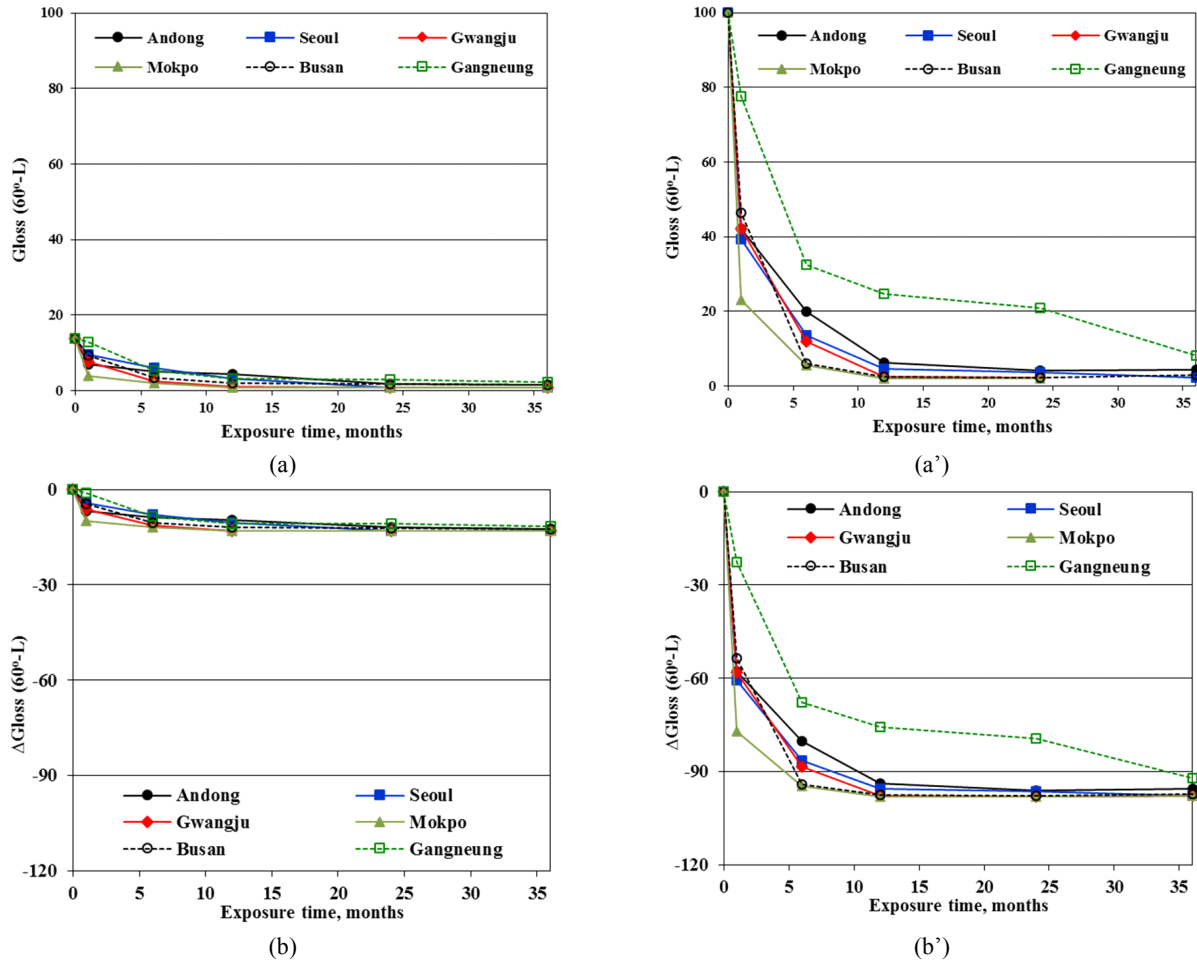 100
80
60
40
20
0
Gloss (60º-L)
Andong Seoul Gwangju
Mokpo Busan Gangneung
0 5 10 15 20 25 30 35
Exposure time, months
(a)
100
80
60
40
20
0
Gloss (60º-L)
Andong Seoul Gwangju
Mokpo Busan Gangneung
0 5 10 15 20 25 30 35
Exposure time, months
(a’)
0
-30
-60
-90
-120
ΔGloss (60º-L)
Andong Seoul
Gwangju Mokpo
Busan Gangneung
0 5 10 15 20 25 30 35
Exposure time, months
(b)
0
-30
-60
-90
-120
ΔGloss (60º-L)
Andong Seoul
Gwangju Mokpo
Busan Gangneung
0 5 10 15 20 25 30 35
Exposure time, months
(b’)